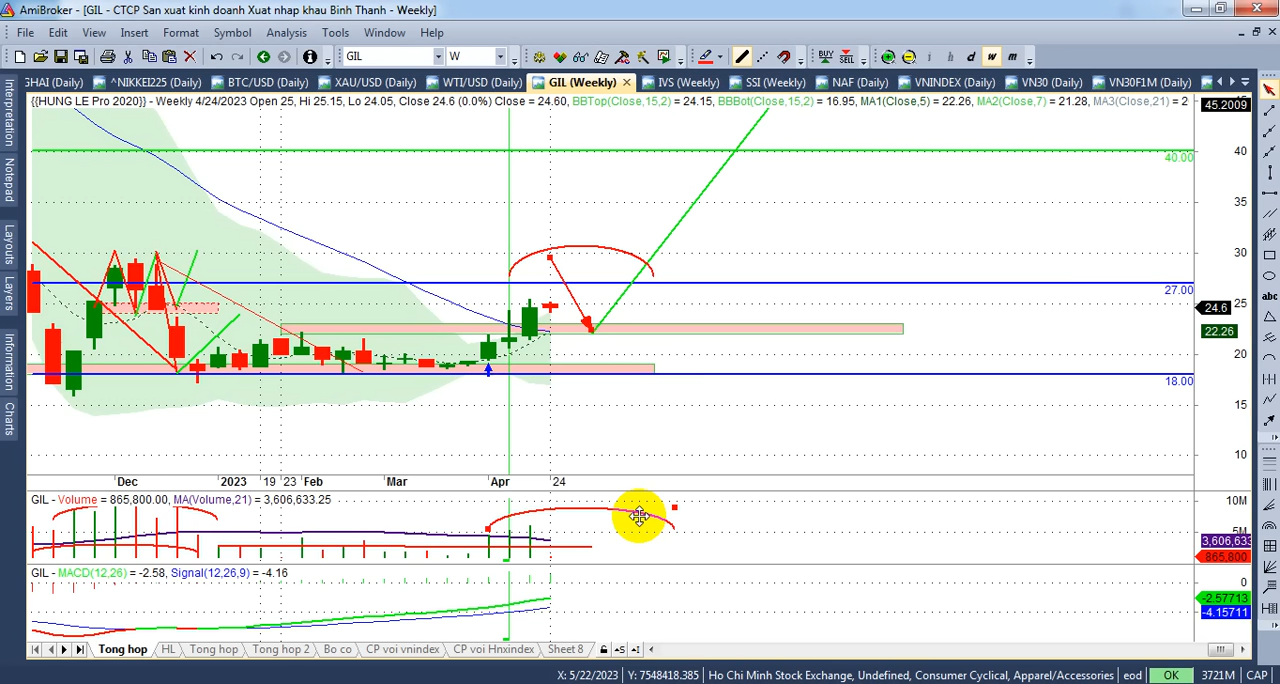 AmiBroker - [GIL - CTCP San xuat kinh doanh Xuat nhap khau Binh Thanh - Weekly]
File Edit View Insert Format Symbol Analysis Tools Window Help
GIL W BUY SELL i h d w m
HAI (Daily) ^NIKKEI225 (Daily) BTC/USD (Daily) XAU/USD (Daily) WTI/USD (Daily) GIL (Weekly) IVS (Weekly) SSI (Weekly) NAF (Daily) VNINDEX (Daily) VN30 (Daily) VN30F1M (Daily)
{{HUNG LE Pro 2020}} - Weekly 4/24/2023 Open 25, Hi 25.15, Lo 24.05, Close 24.6 (0.0%) Close = 24.60, BBTop(Close,15,2) = 24.15, BBBot(Close,15,2) = 16.95, MA1(Close,5) = 22.26, MA2(Close,7) = 21.28, MA3(Close,21) = 2
45.2009
40.00
40
35
30
27.00
25
24.6
22.26
20
18.00
15
10
Interpretation
Notepad
Layouts
Layers
Information
Charts
abc
Dec 2023 19 23 Feb Mar Apr 24
GIL - Volume = 865,800.00, MA(Volume,21) = 3,606,633.25
10M
5M
3,606,633
865,800
GIL - MACD(12,26) = -2.58, Signal(12,26,9) = -4.16
0
-2.57713
-4.15711
Tong hop HL Tong hop Tong hop 2 Bo co CP voi vnindex CP voi Hnxindex Sheet 8
X: 5/22/2023 Y: 7548418.385 Ho Chi Minh Stock Exchange, Undefined, Consumer Cyclical, Apparel/Accessories eod OK 3721M CAP